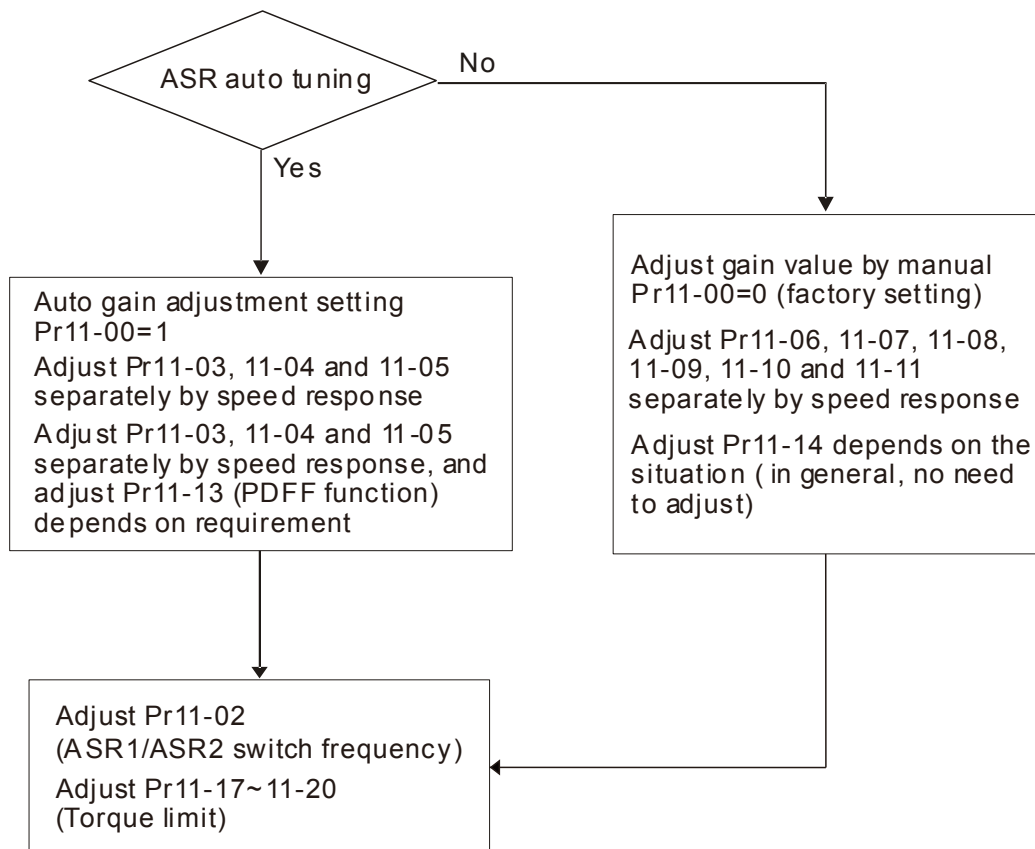 ASR auto tuning
No
Yes
Auto gain adjustment setting
Pr11-00=1
Adjust Pr11-03, 11-04 and 11-05
separately by speed response
Adjust Pr11-03, 11-04 and 11-05
separately by speed response, and
adjust Pr11-13 (PDFF function)
depends on requirement
Adjust gain value by manual
Pr11-00=0 (factory setting)
Adjust Pr11-06, 11-07, 11-08,
11-09, 11-10 and 11-11
separately by speed response
Adjust Pr11-14 depends on the
situation ( in general, no need
to adjust)
Adjust Pr11-02
(ASR1/ASR2 switch frequency)
Adjust Pr11-17~11-20
(Torque limit)